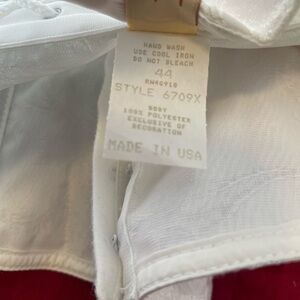 HAND WASH
USE COOL IRON
DO NOT BLEACH
44
RN46918
STYLE 6709X
BODY
100% POLYESTER
EXCLUSIVE OF
DECORATION
MADE IN USA